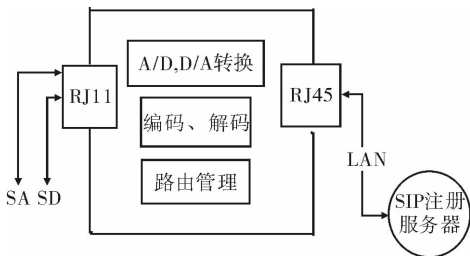 A/D,D/A转换
RJ11
RJ45
编码、解码
LAN
路由管理
SA SD
SIP注册
服务器